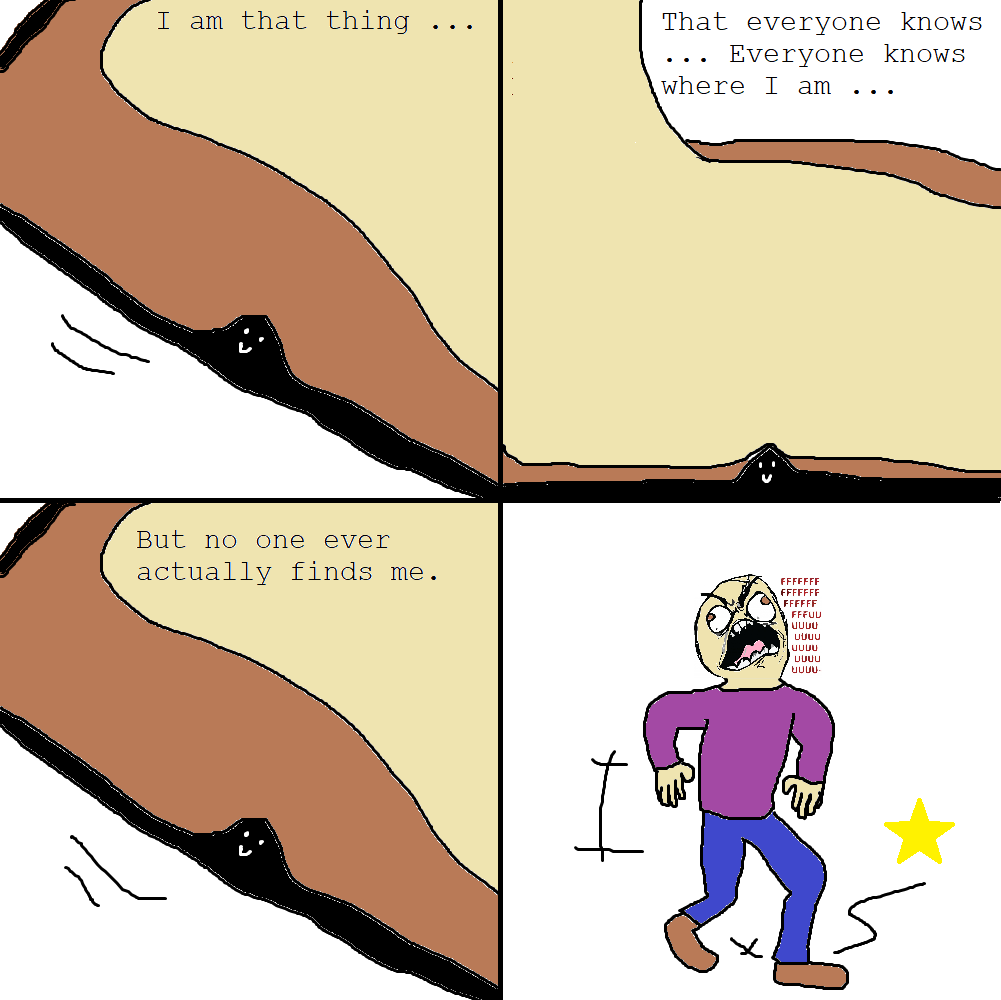 I am that thing ...
That everyone knows
... Everyone knows
where I am ...
But no one ever
actually finds me.
FFFFFFF
FFFFFFF
FFFFFF
FFFUU
UUUU
UUUU
UUUU
UUUU
UUUU-